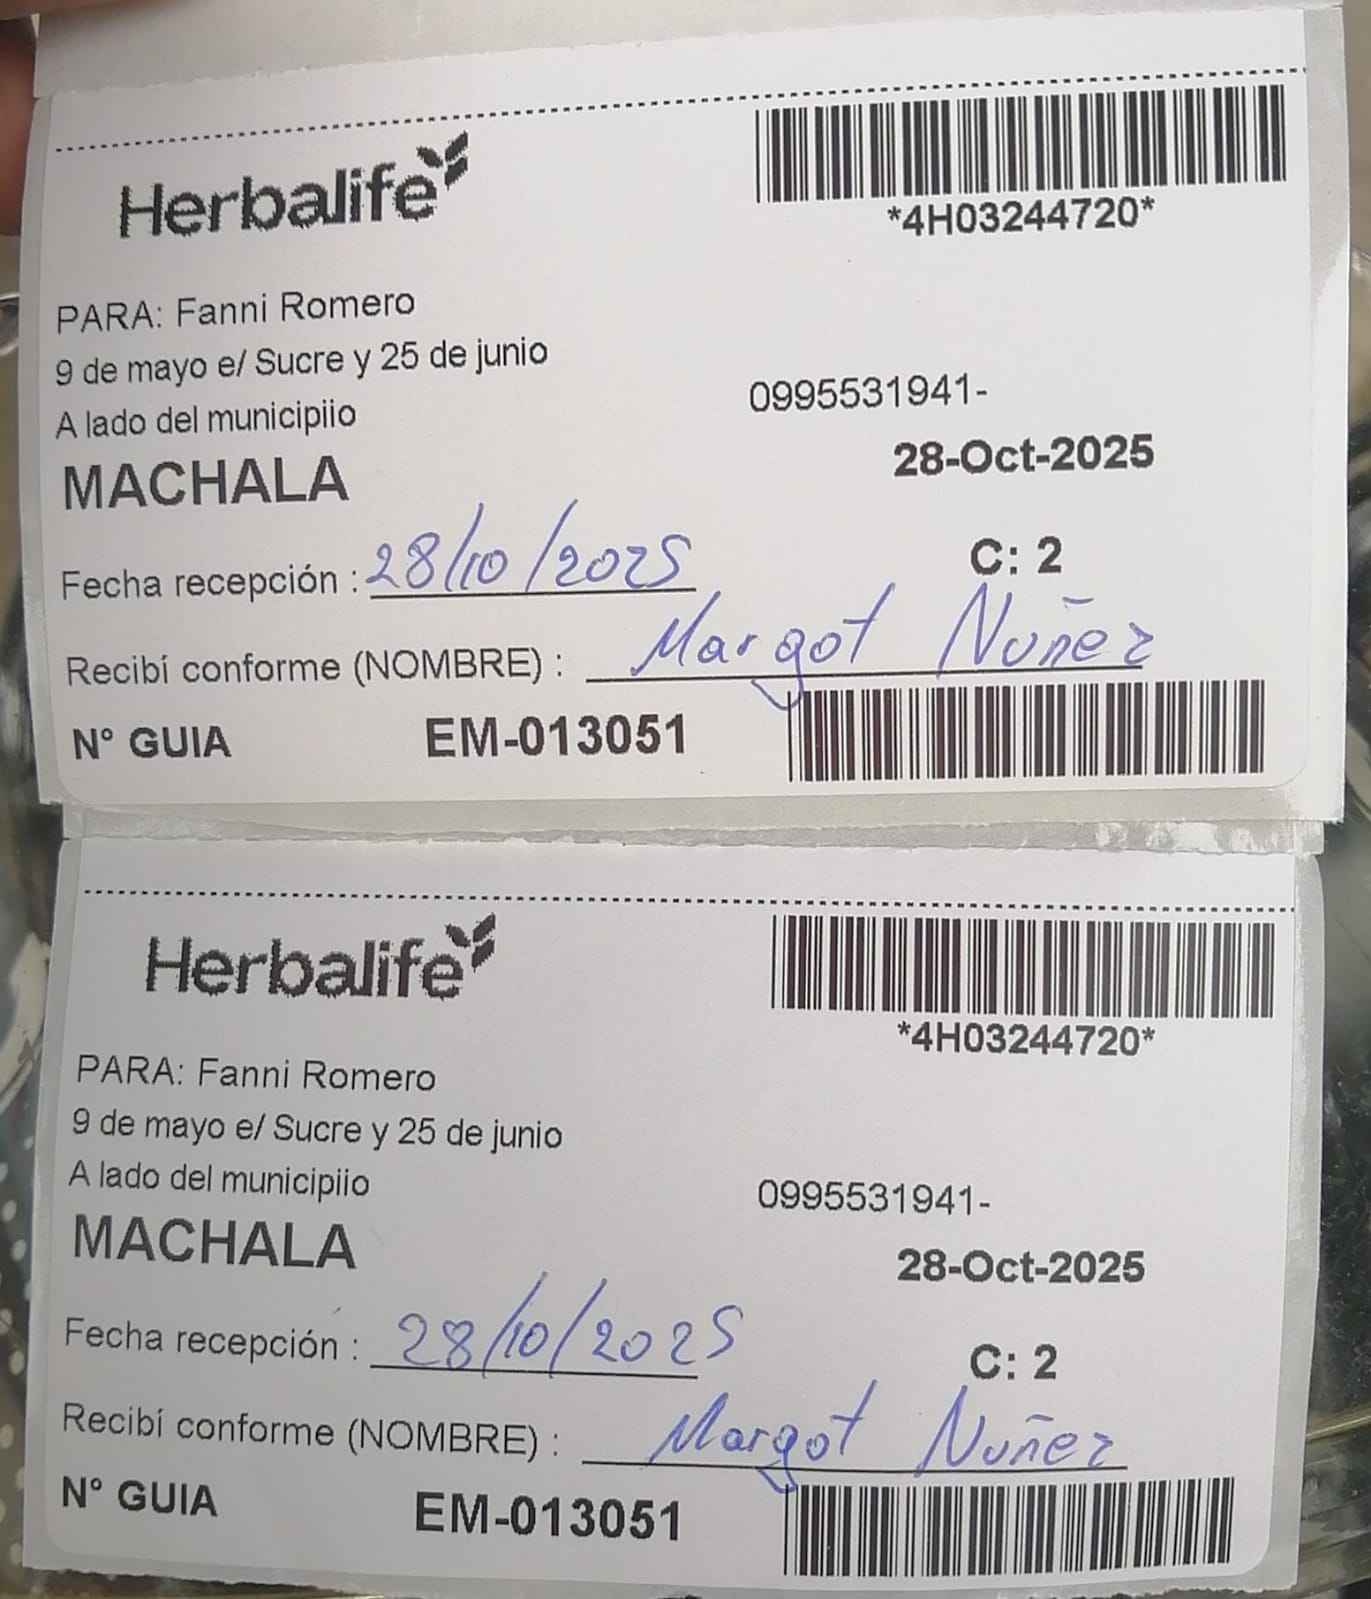 Herbalife
*4H03244720*
PARA: Fanni Romero
9 de mayo e/ Sucre y 25 de junio
A lado del municipiio
0995531941-
MACHALA
28-Oct-2025
Fecha recepción : 28/10/2025
C: 2
Recibí conforme (NOMBRE) : Margot Nuñez
N° GUIA EM-013051
Herbalife
*4H03244720*
PARA: Fanni Romero
9 de mayo e/ Sucre y 25 de junio
A lado del municipiio
0995531941-
MACHALA
28-Oct-2025
Fecha recepción : 28/10/2025
C: 2
Recibí conforme (NOMBRE) : Margot Nuñez
N° GUIA EM-013051